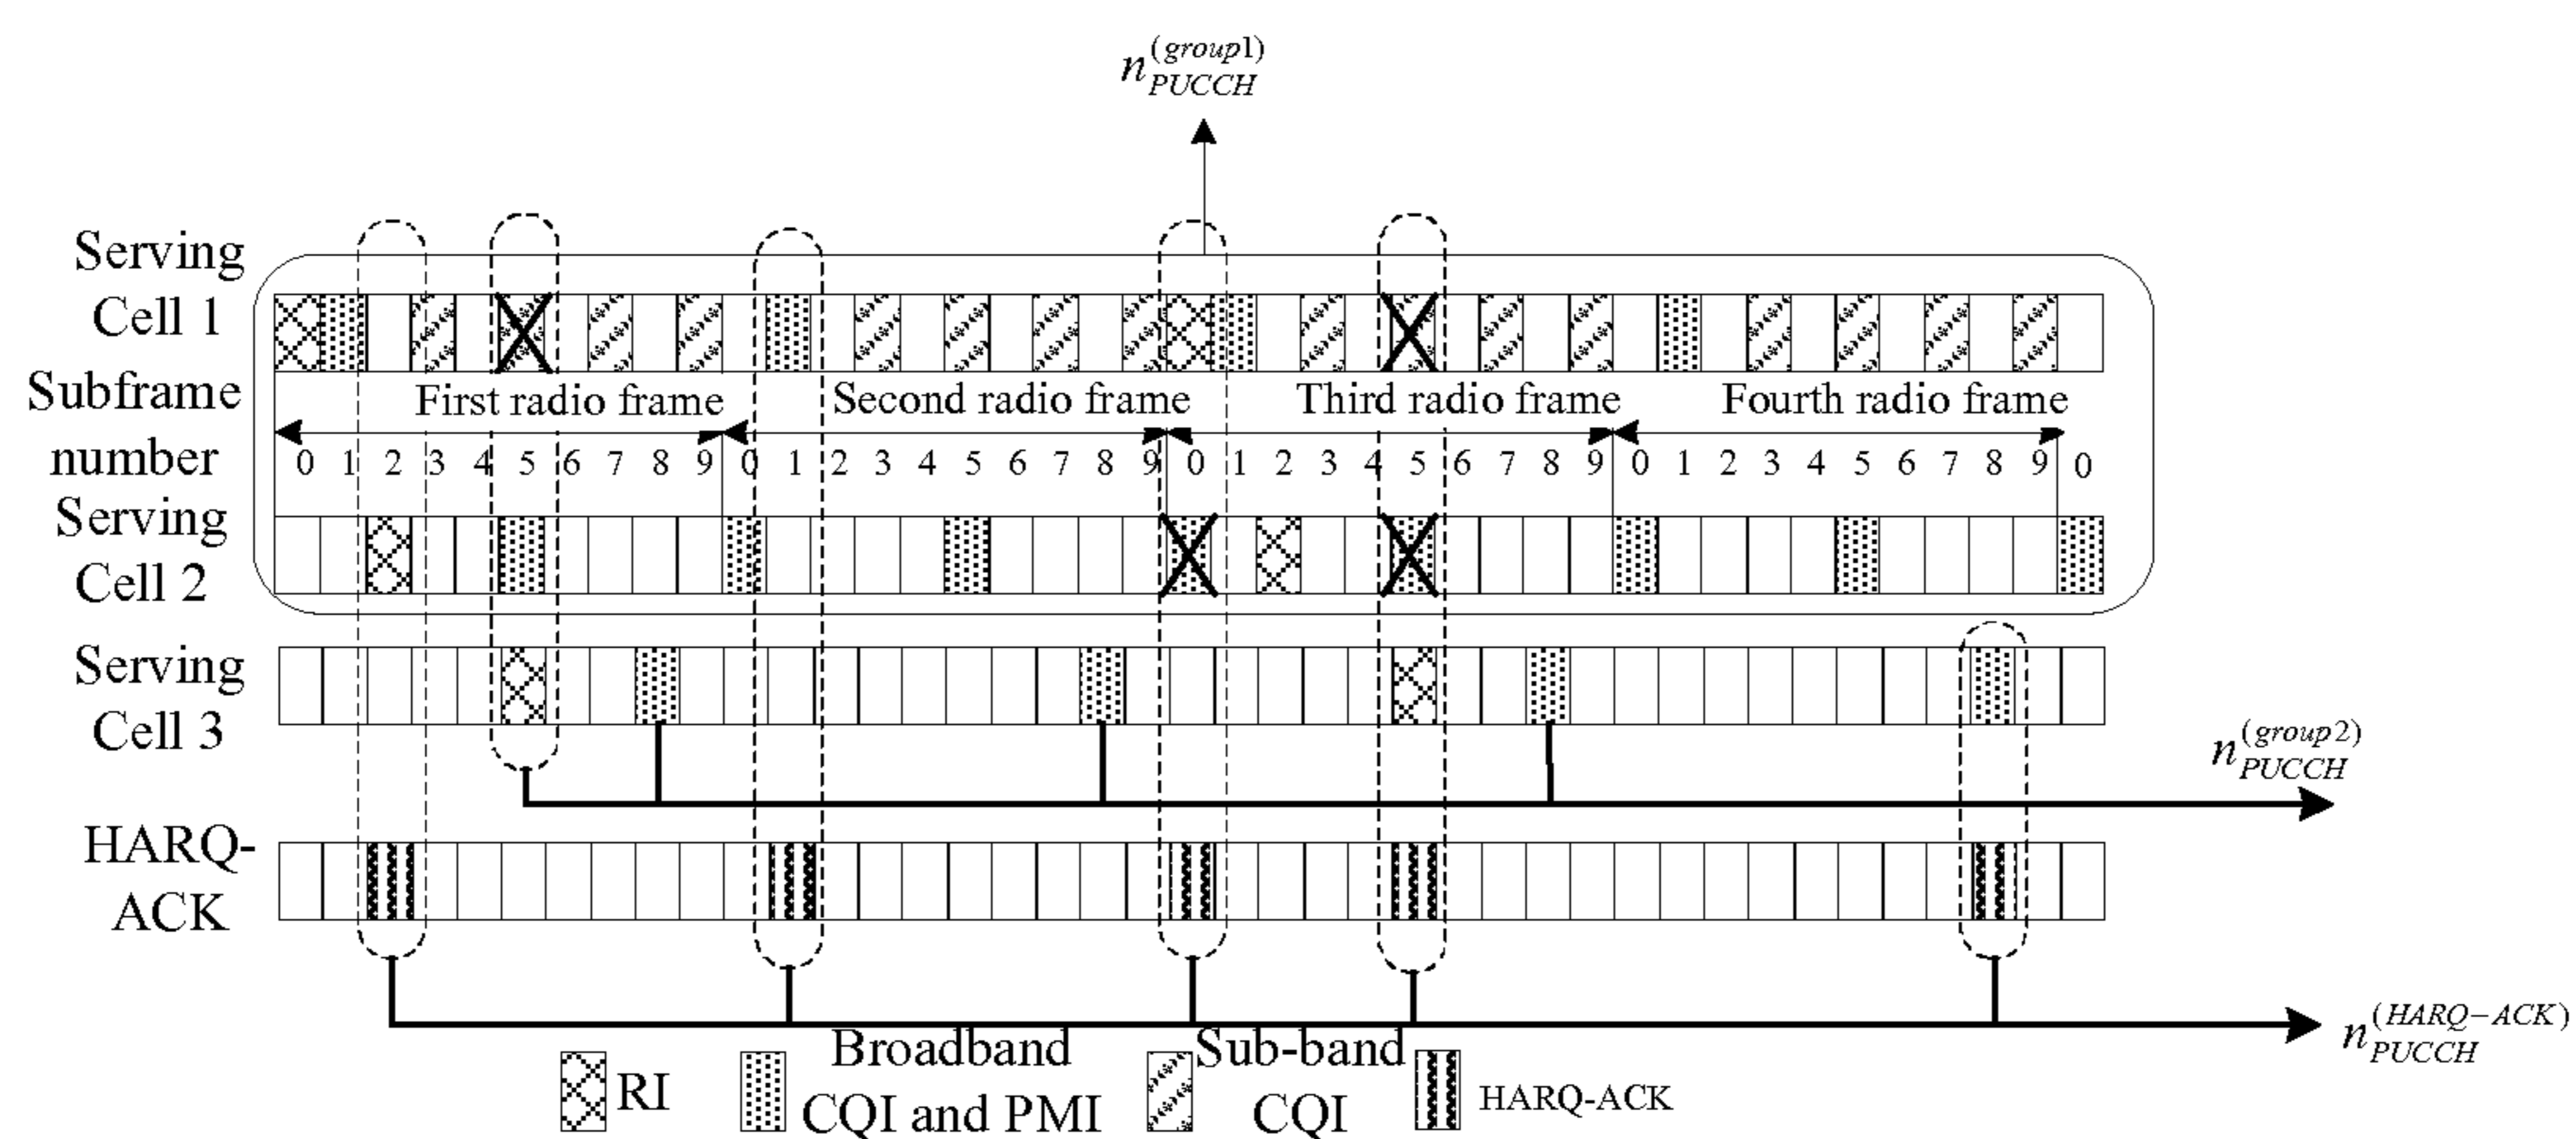 n_{PUCCH}^{(group1)}
Serving
Cell 1
Subframe
number
First radio frame Second radio frame Third radio frame Fourth radio frame
0 1 2 3 4 5 6 7 8 9 0 1 2 3 4 5 6 7 8 9 0 1 2 3 4 5 6 7 8 9 0 1 2 3 4 5 6 7 8 9 0
Serving
Cell 2
Serving
Cell 3
n_{PUCCH}^{(group2)}
HARQ-
ACK
n_{PUCCH}^{(HARQ-ACK)}
RI
Broadband
CQI and PMI
Sub-band
CQI
HARQ-ACK